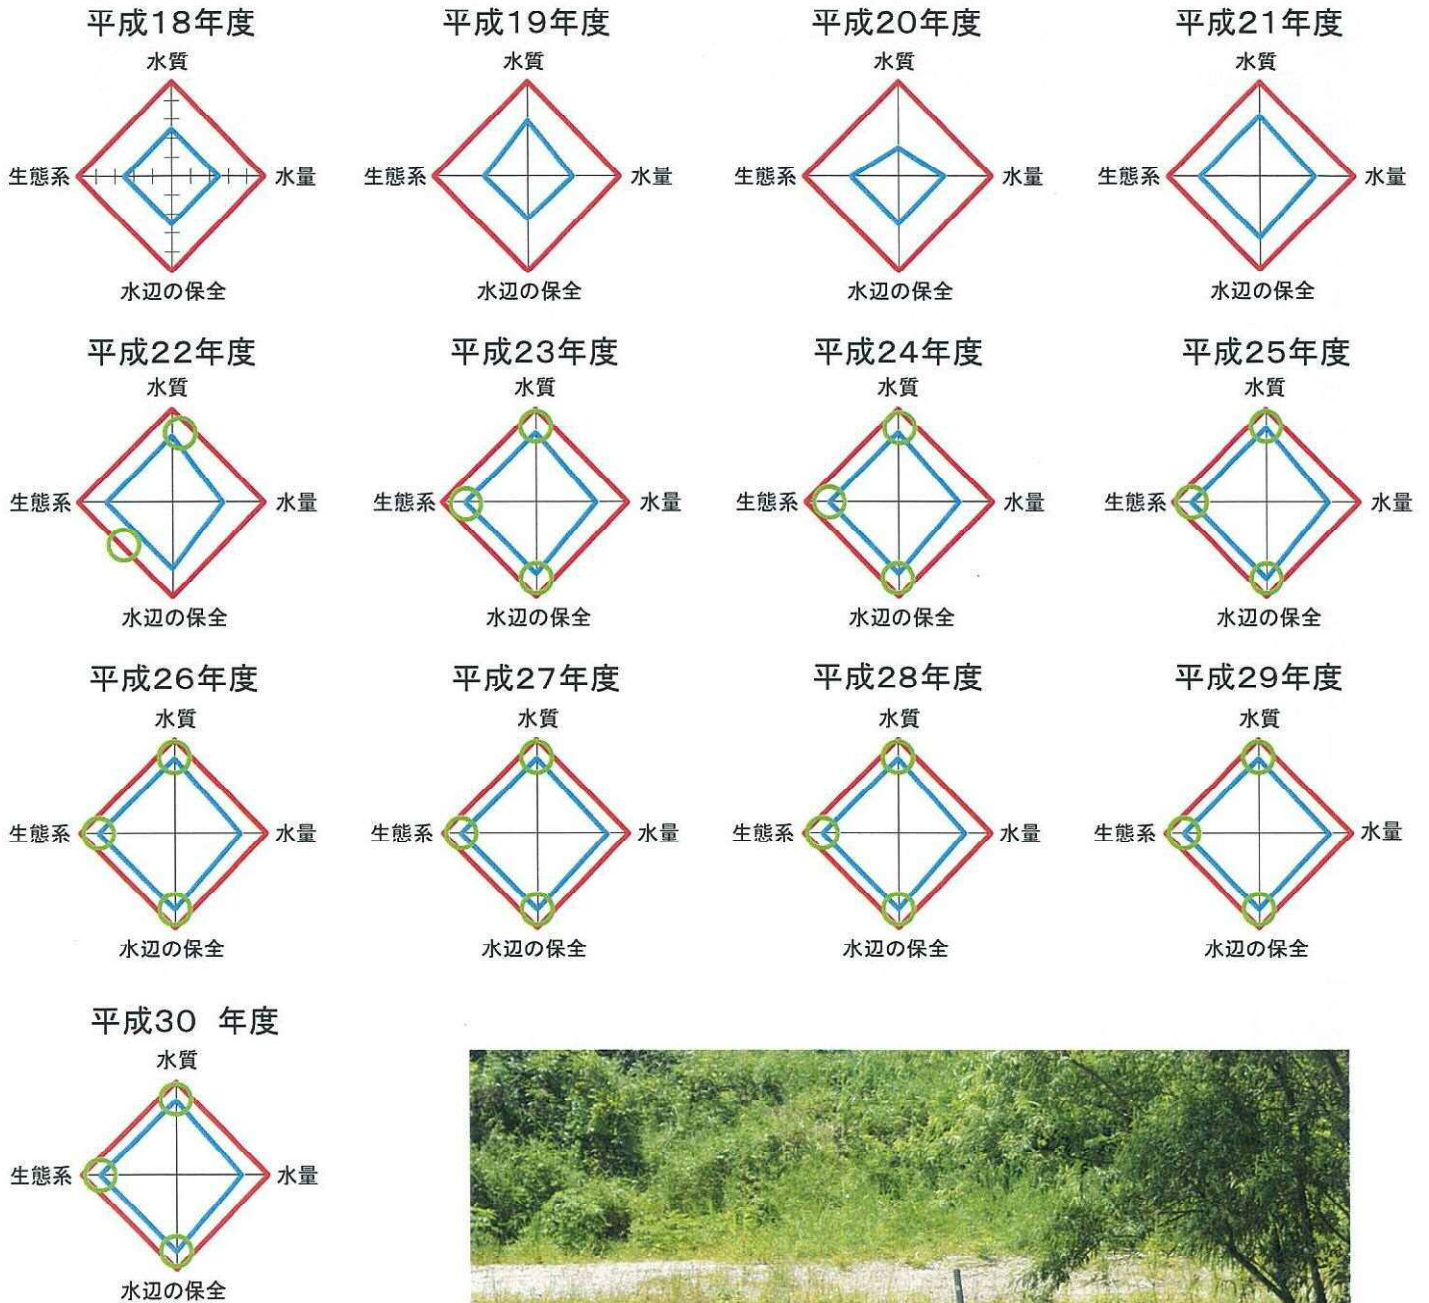 平成18年度
平成19年度
平成20年度
平成21年度
水質
水質
水質
水質
生態系
水量
生態系
水量
生態系
水量
生態系
水量
水辺の保全
水辺の保全
水辺の保全
水辺の保全
平成22年度
平成23年度
平成24年度
平成25年度
水質
水質
水質
水質
生態系
水量
生態系
水量
生態系
水量
生態系
水量
水辺の保全
水辺の保全
水辺の保全
水辺の保全
平成26年度
平成27年度
平成28年度
平成29年度
水質
水質
水質
水質
生態系
水量
生態系
水量
生態系
水量
生態系
水量
水辺の保全
水辺の保全
水辺の保全
水辺の保全
平成30 年度
水質
生態系
水量
水辺の保全